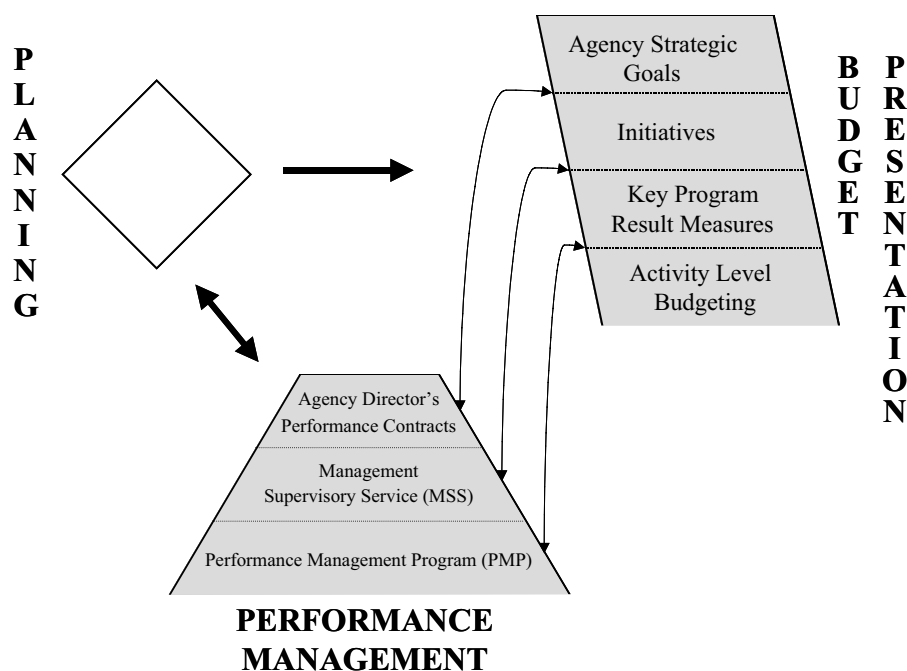 PLANNING
Agency Strategic
Goals
Initiatives
Key Program
Result Measures
Activity Level
Budgeting
BUDGET
PRESENTATION
Agency Director’s
Performance Contracts
Management
Supervisory Service (MSS)
Performance Management Program (PMP)
PERFORMANCE
MANAGEMENT